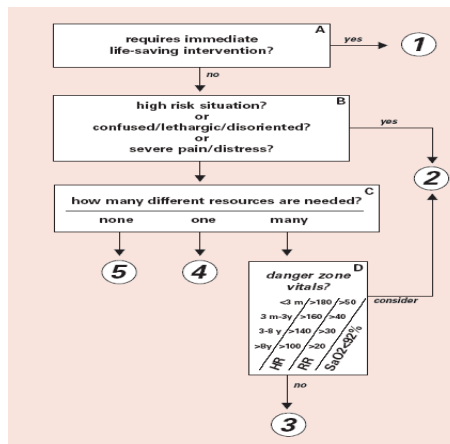 A
requires immediate
life-saving intervention?
yes
1
no
B
high risk situation?
or
confused/lethargic/disoriented?
or
severe pain/distress?
yes
2
C
how many different resources are needed?
none one many
5
4
D
danger zone
vitals?
<3 m >180 >50
3 m-3y >160 >40
3-8 y >140 >30
>8y >100 >20
HR RR SaO2<92%
consider
no
3